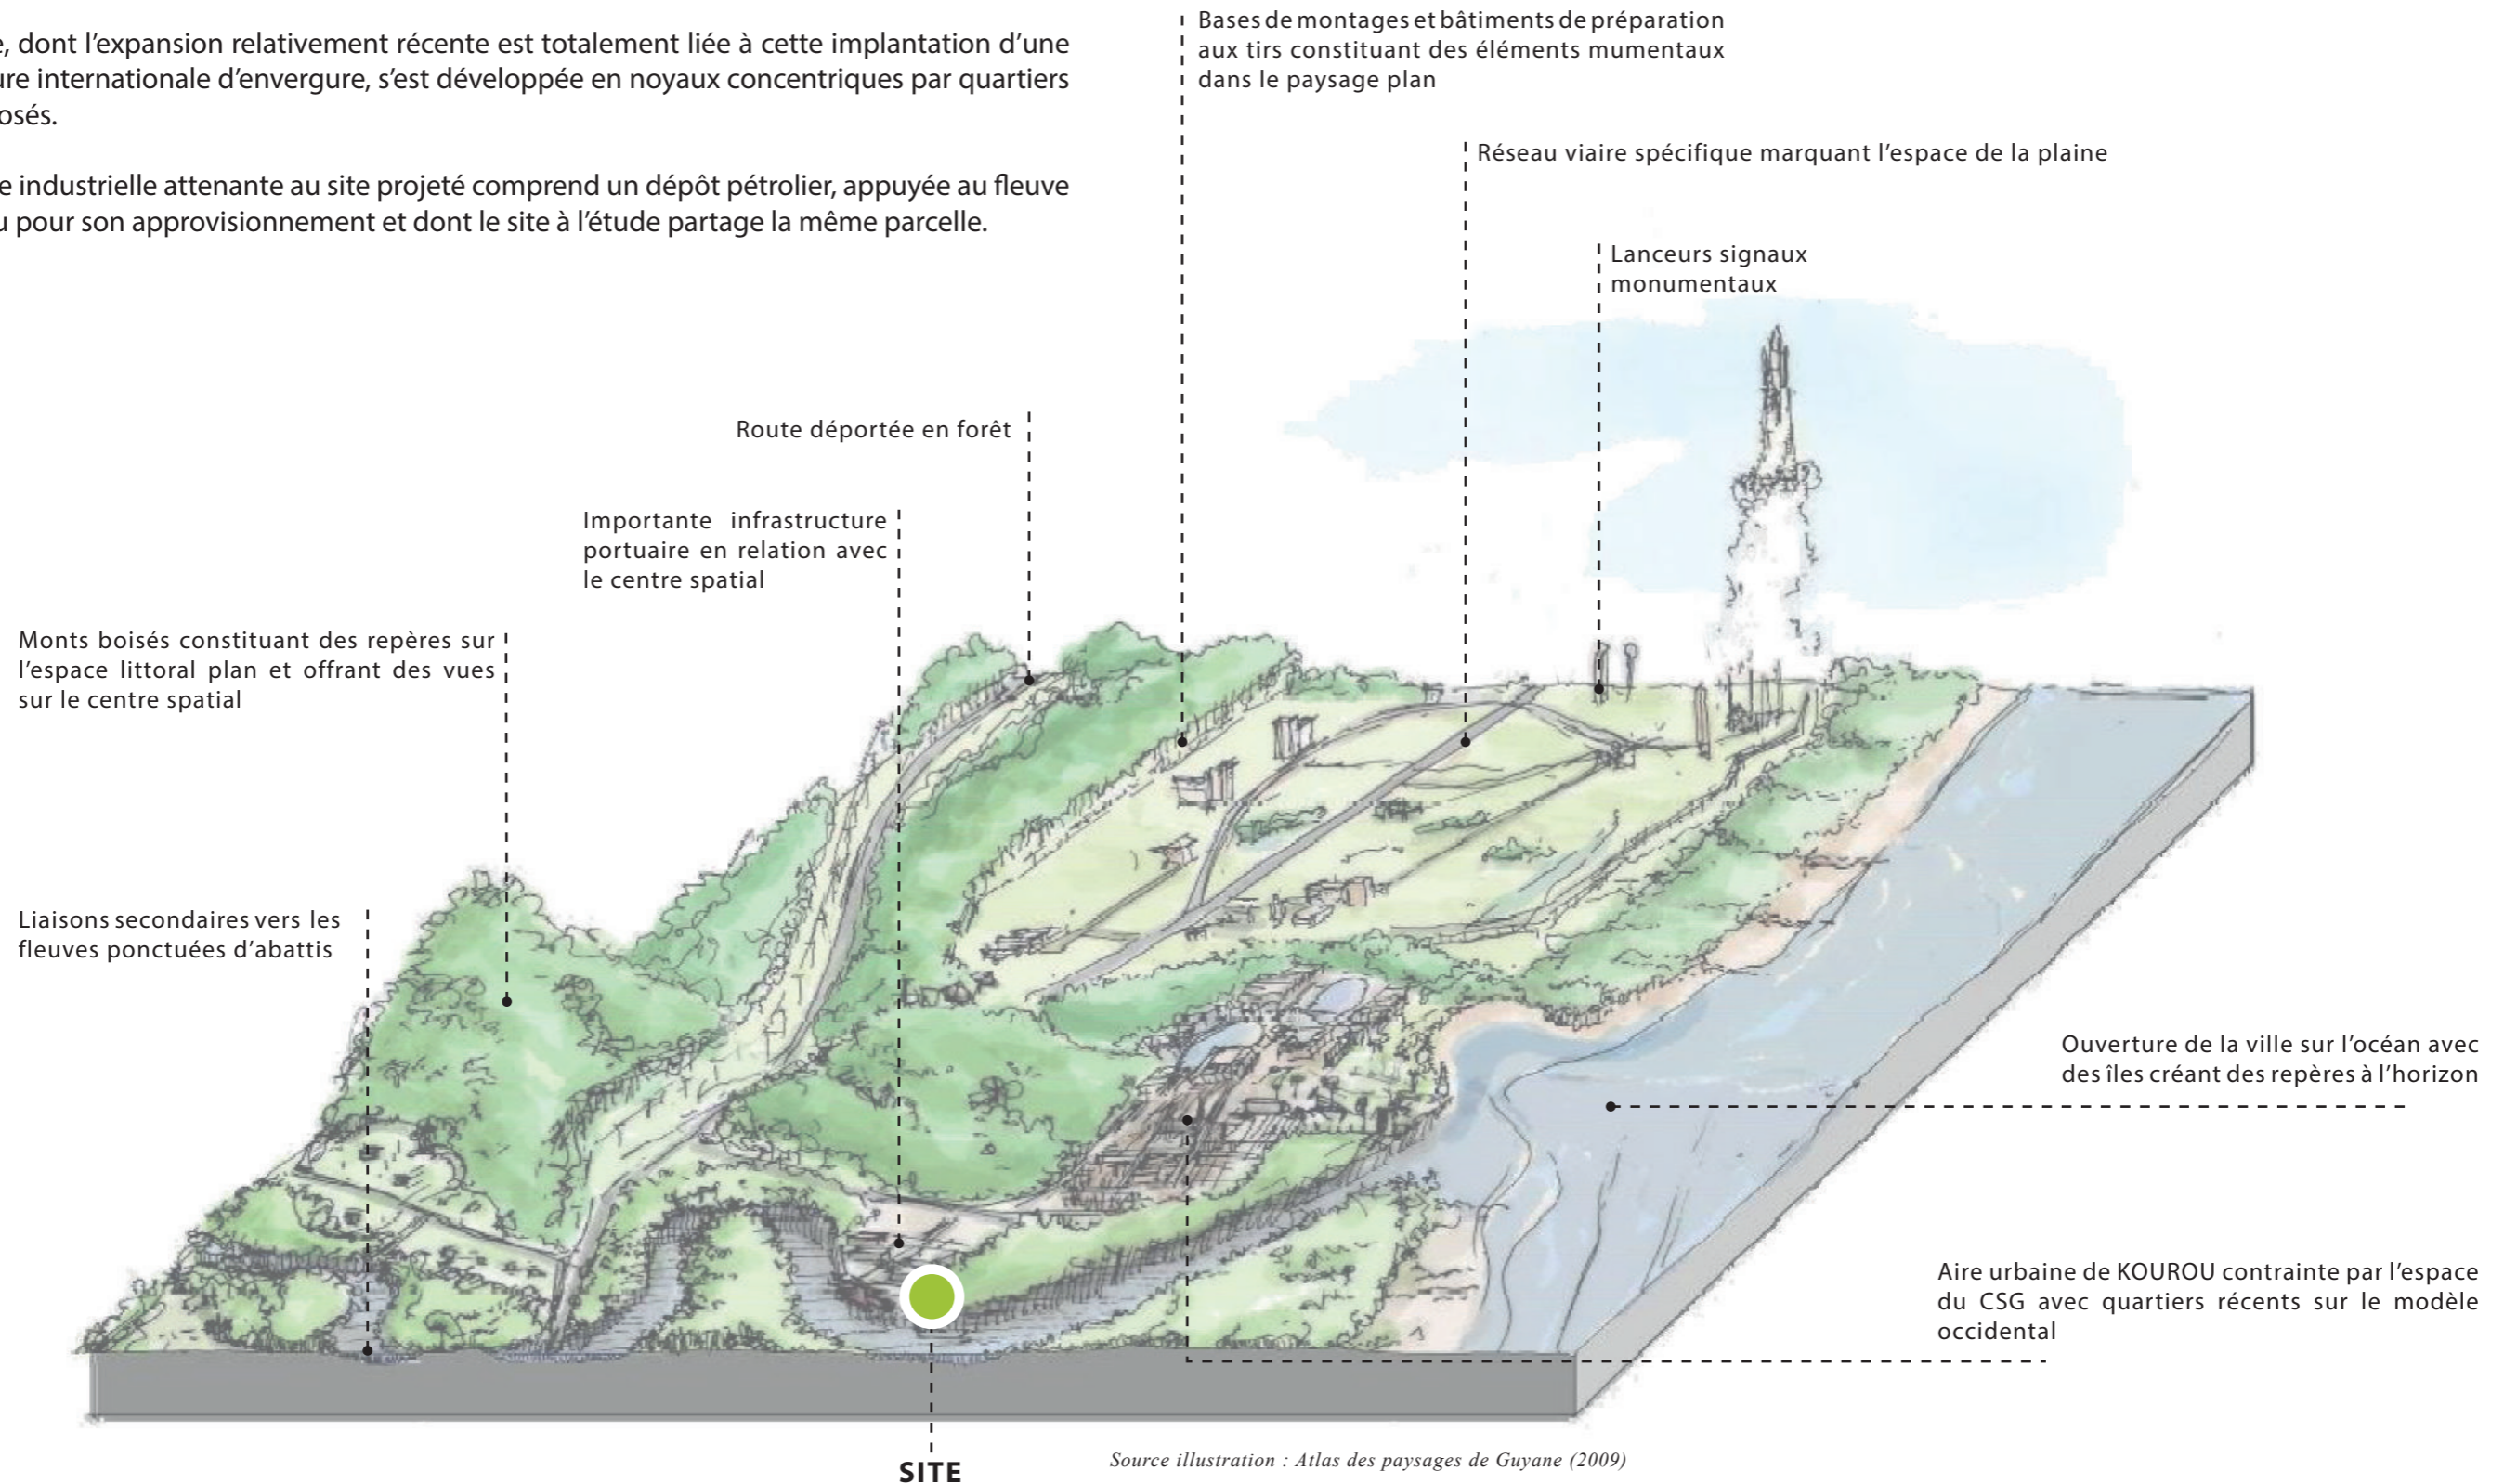 e, dont l'expansion relativement récente est totalement liée à cette implantation d'une
ure internationale d'envergure, s'est développée en noyaux concentriques par quartiers
osés.
e industrielle attenante au site projeté comprend un dépôt pétrolier, appuyée au fleuve
u pour son approvisionnement et dont le site à l'étude partage la même parcelle.
Bases de montages et bâtiments de préparation
aux tirs constituant des éléments mumentaux
dans le paysage plan
Réseau viaire spécifique marquant l'espace de la plaine
Lanceurs signaux
monumentaux
Route déportée en forêt
Importante infrastructure
portuaire en relation avec
le centre spatial
Monts boisés constituant des repères sur
l'espace littoral plan et offrant des vues
sur le centre spatial
Liaisons secondaires vers les
fleuves ponctuées d'abattis
Ouverture de la ville sur l'océan avec
des îles créant des repères à l'horizon
Aire urbaine de KOUROU contrainte par l'espace
du CSG avec quartiers récents sur le modèle
occidental
SITE
Source illustration : Atlas des paysages de Guyane (2009)